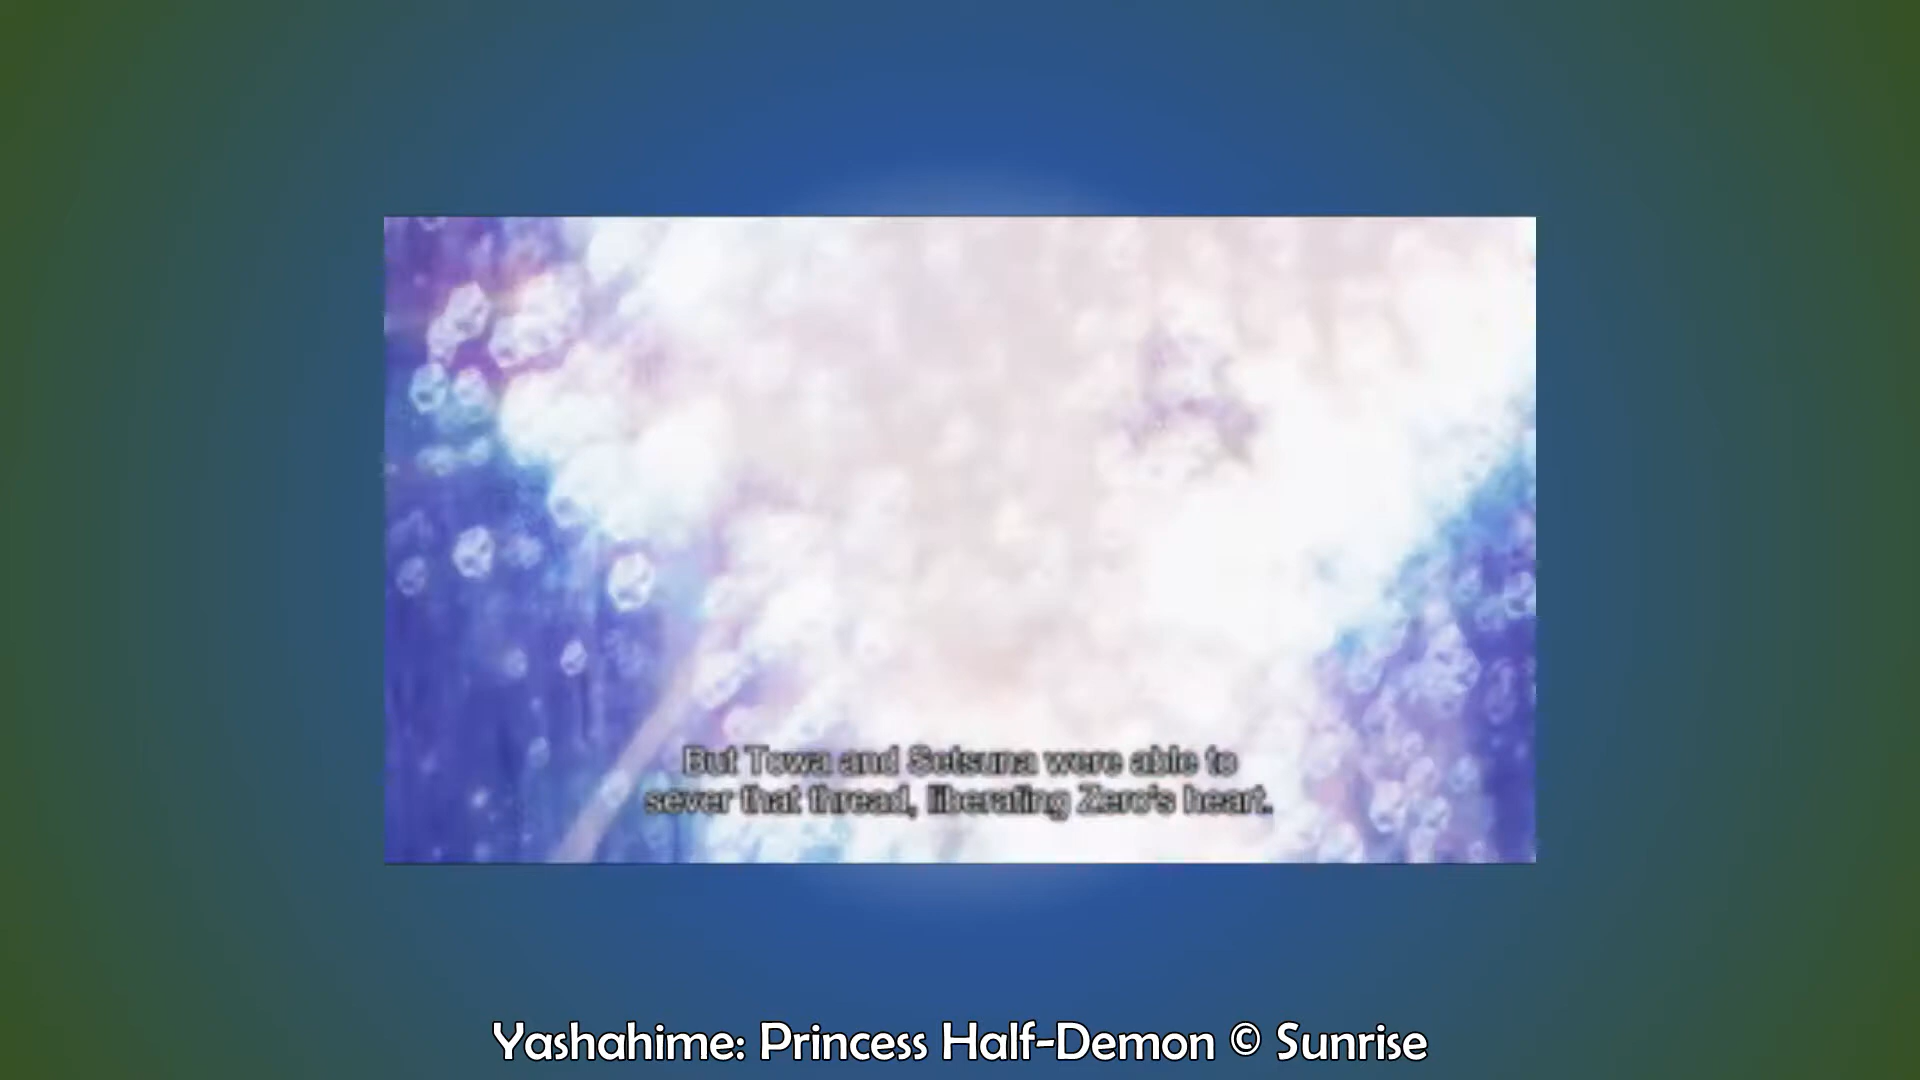 But Towa and Setsuna were able to
sever that thread, liberating Zero's heart.
Yashahime: Princess Half-Demon © Sunrise